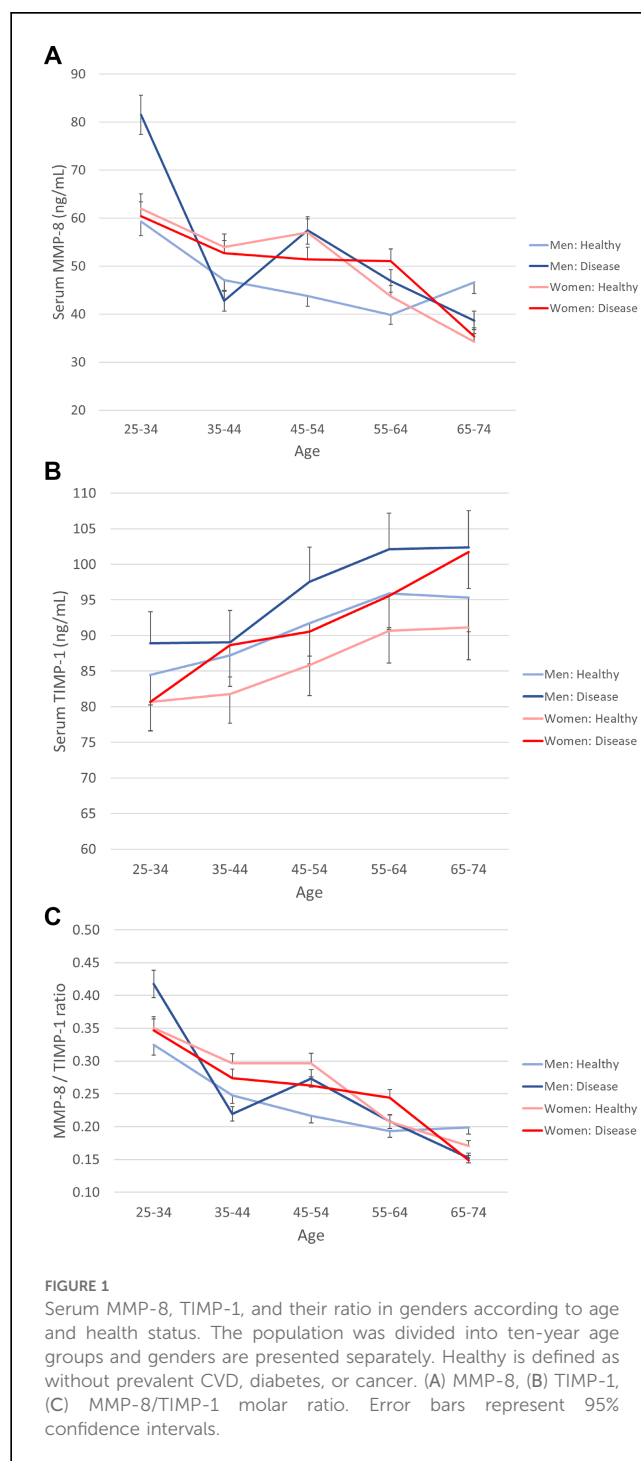 A
90
80
70
60
50
40
30
20
Serum MMP-8 (ng/mL)
25-34 35-44 45-54 55-64 65-74
Age
Men: Healthy
Men: Disease
Women: Healthy
Women: Disease
B
110
105
100
95
90
85
80
75
70
65
60
Serum TIMP-1 (ng/mL)
25-34 35-44 45-54 55-64 65-74
Age
Men: Healthy
Men: Disease
Women: Healthy
Women: Disease
C
0.50
0.45
0.40
0.35
0.30
0.25
0.20
0.15
0.10
MMP-8 / TIMP-1 ratio
25-34 35-44 45-54 55-64 65-74
Age
Men: Healthy
Men: Disease
Women: Healthy
Women: Disease
FIGURE 1
Serum MMP-8, TIMP-1, and their ratio in genders according to age
and health status. The population was divided into ten-year age
groups and genders are presented separately. Healthy is defined as
without prevalent CVD, diabetes, or cancer. (A) MMP-8, (B) TIMP-1,
(C) MMP-8/TIMP-1 molar ratio. Error bars represent 95%
confidence intervals.